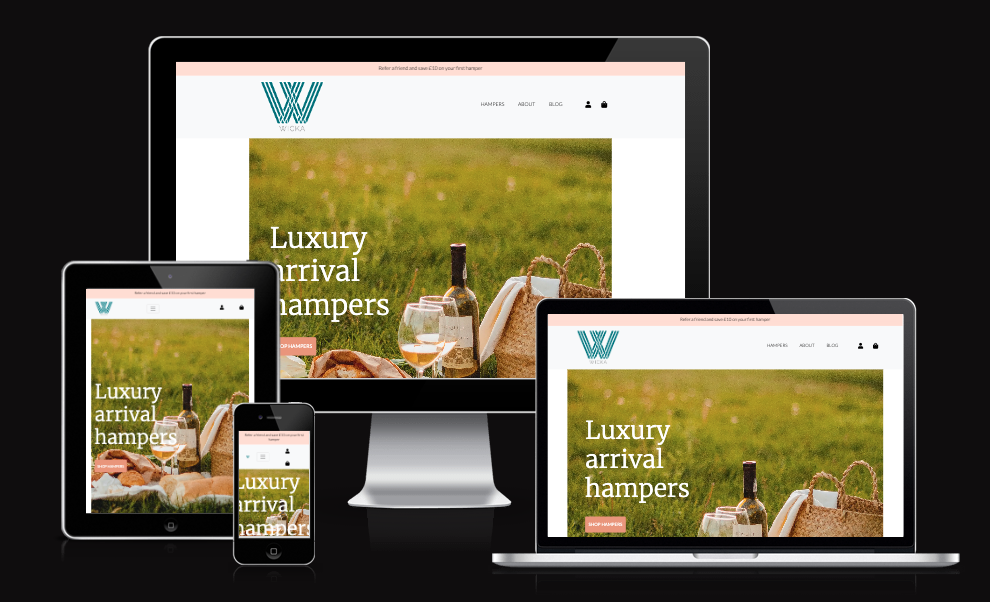 Refer a friend and save £10 on your first hamper
WICKA
HAMPERS ABOUT BLOG
Luxury
arrival
hampers
OP HAMPERS
Refer a friend and save £10 on your first hamper
Luxury
arrival
hampers
SHOP HAMPERS
Refer a friend and save £10 on your first
hamper
Luxury
arrival
hampers
Refer a friend and save £10 on your first hamper
WICKA
HAMPERS ABOUT BLOG
Luxury
arrival
hampers
SHOP HAMPERS